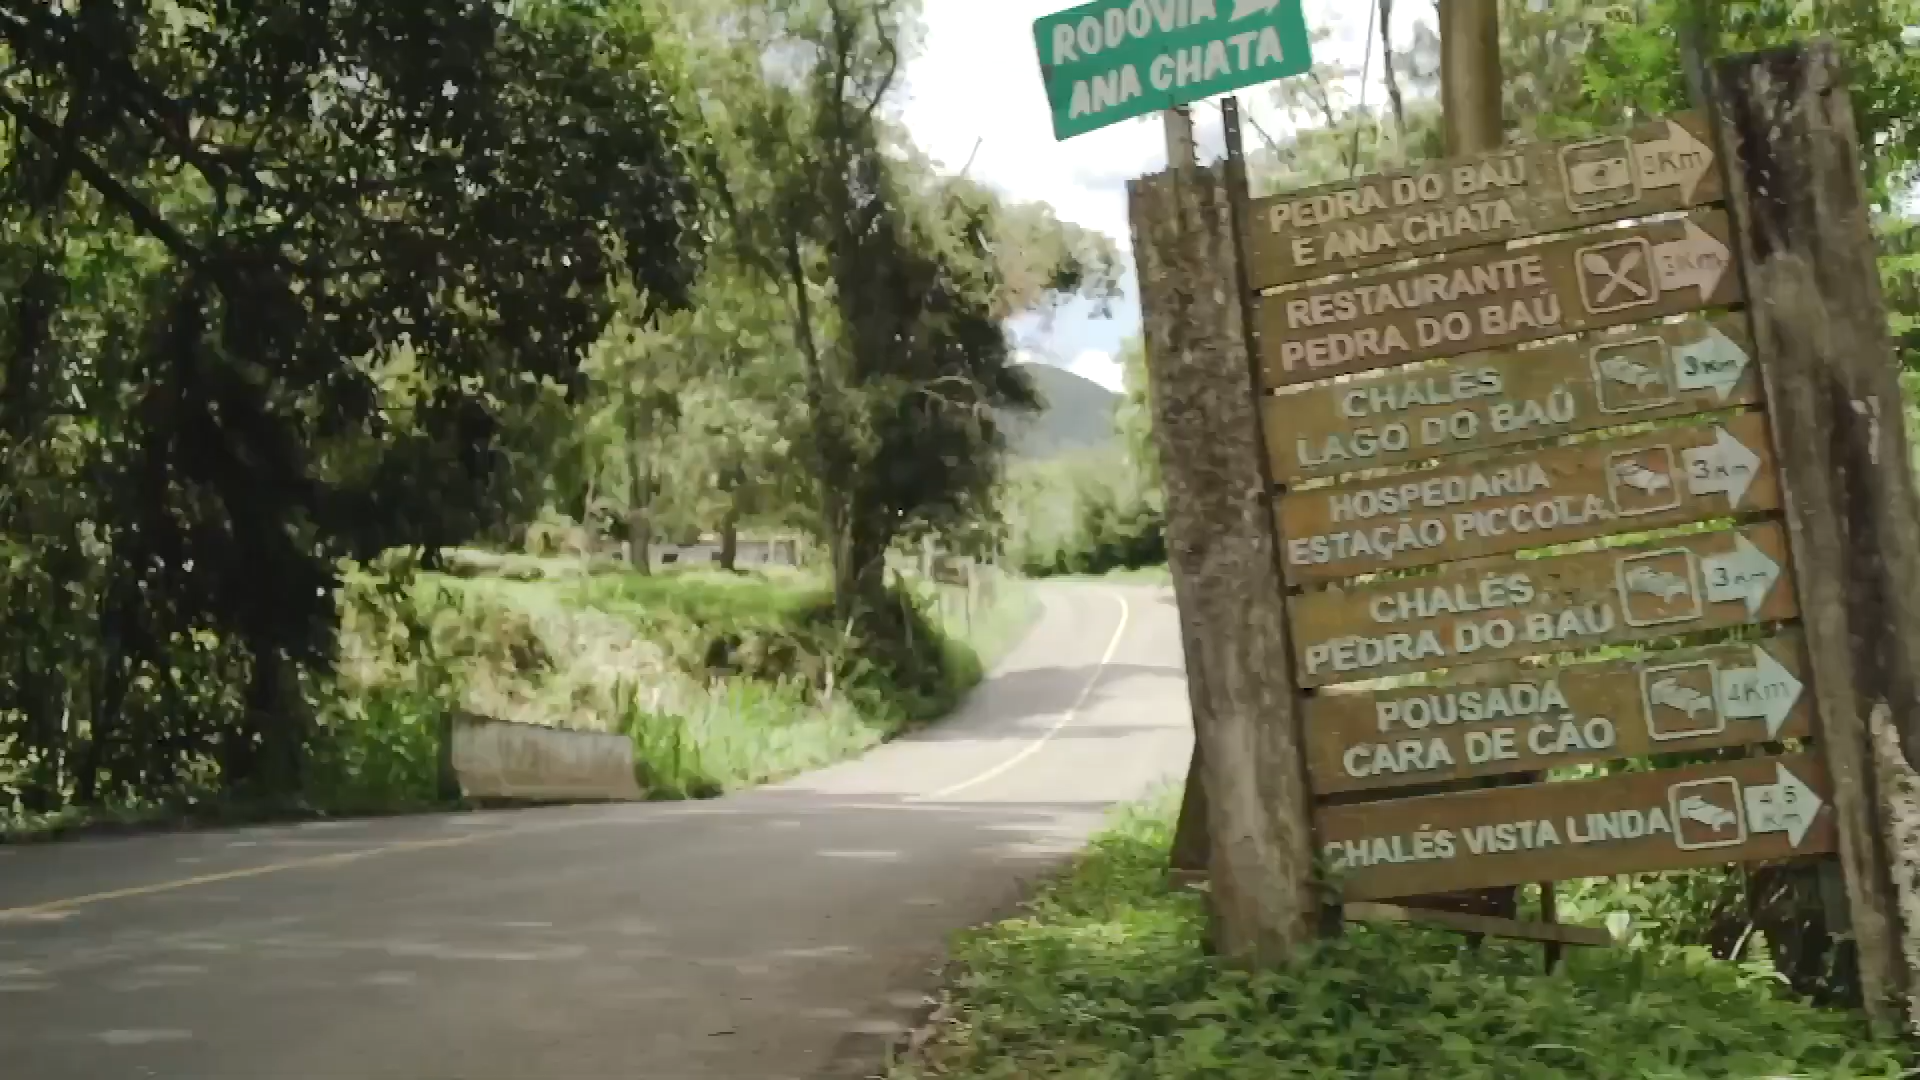 RODOVIA
ANA CHATA
PEDRA DO BAÚ
E ANA CHATA
RESTAURANTE
PEDRA DO BAÚ
3Km
CHALÉS
LAGO DO BAÚ
3Km
HOSPEDARIA
ESTAÇÃO PICCOLA
3Km
CHALÉS
PEDRA DO BAÚ
3Km
POUSADA
CARA DE CÃO
4Km
CHALÉS VISTA LINDA
4,5
Km